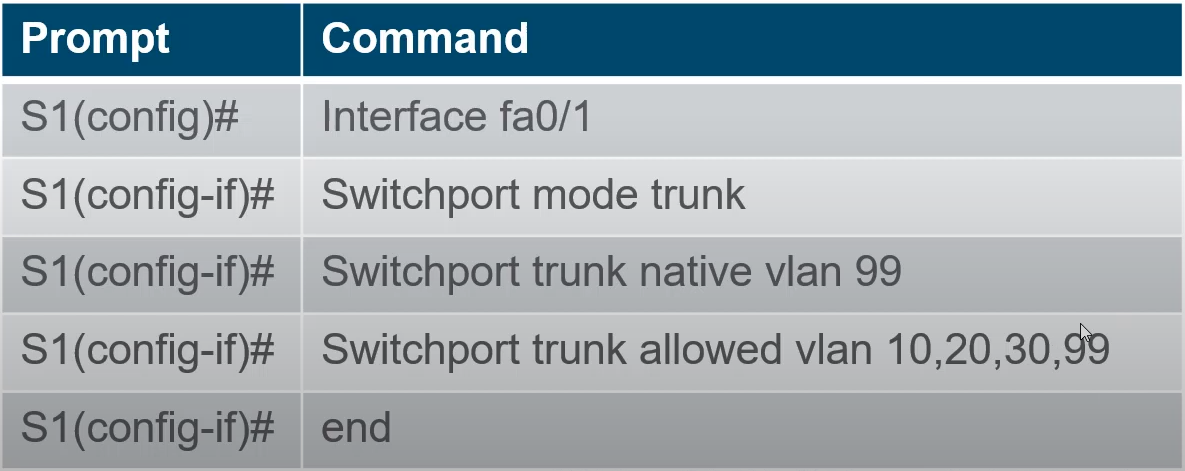 Prompt Command
S1(config)# Interface fa0/1
S1(config-if)# Switchport mode trunk
S1(config-if)# Switchport trunk native vlan 99
S1(config-if)# Switchport trunk allowed vlan 10,20,30,99
S1(config-if)# end